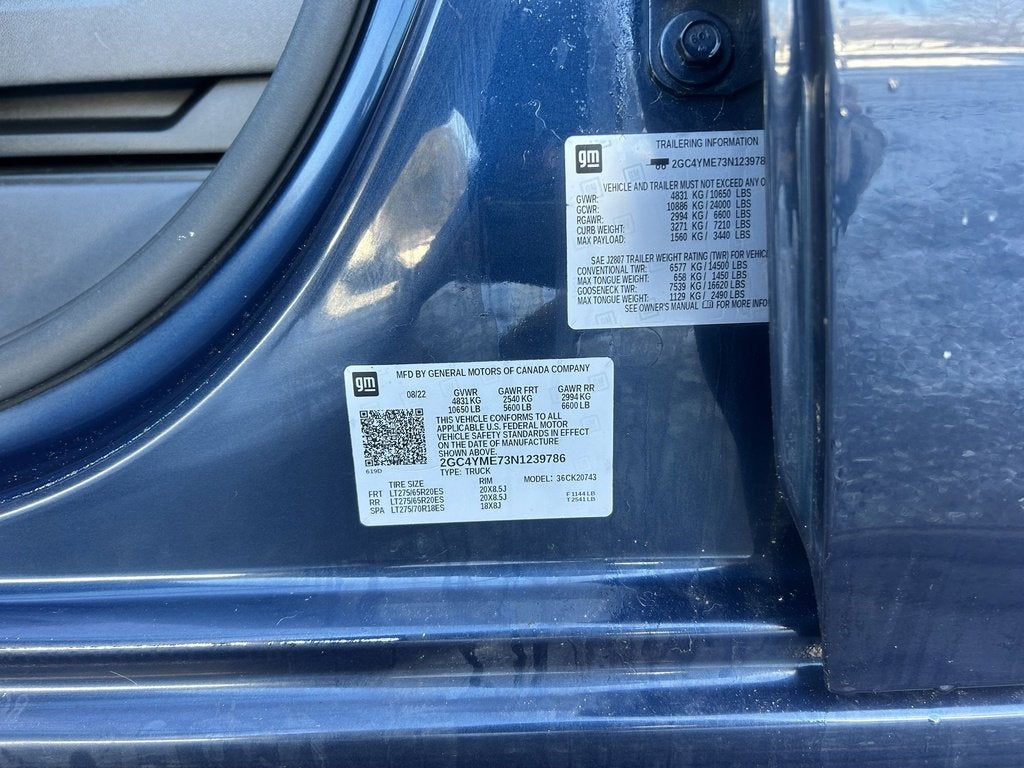 gm
TRAILERING INFORMATION
2GC4YME73N1239786
VEHICLE AND TRAILER MUST NOT EXCEED ANY O
GVWR: 4831 KG / 10650 LBS
GCWR: 10886 KG / 24000 LBS
RGAWR: 2994 KG / 6600 LBS
CURB WEIGHT: 3271 KG / 7210 LBS
MAX PAYLOAD: 1560 KG / 3440 LBS
SAE J2807 TRAILER WEIGHT RATING (TWR) FOR VEHIC
CONVENTIONAL TWR: 6577 KG / 14500 LBS
MAX TONGUE WEIGHT: 658 KG / 1450 LBS
GOOSENECK TWR: 7539 KG / 16620 LBS
MAX TONGUE WEIGHT: 1129 KG / 2490 LBS
SEE OWNER'S MANUAL FOR MORE INFO
gm
MFD BY GENERAL MOTORS OF CANADA COMPANY
08/22 GVWR GAWR FRT GAWR RR
4831 KG 2540 KG 2994 KG
10650 LB 5600 LB 6600 LB
THIS VEHICLE CONFORMS TO ALL
APPLICABLE U.S. FEDERAL MOTOR
VEHICLE SAFETY STANDARDS IN EFFECT
ON THE DATE OF MANUFACTURE
SHOWN ABOVE.
2GC4YME73N1239786
619D
TYPE: TRUCK MODEL: 36CK20743
TIRE SIZE RIM
FRT LT275/65R20ES 20X8.5J F 1144 LB
RR LT275/65R20ES 20X8.5J T 2541 LB
SPA LT275/70R18ES 18X8J